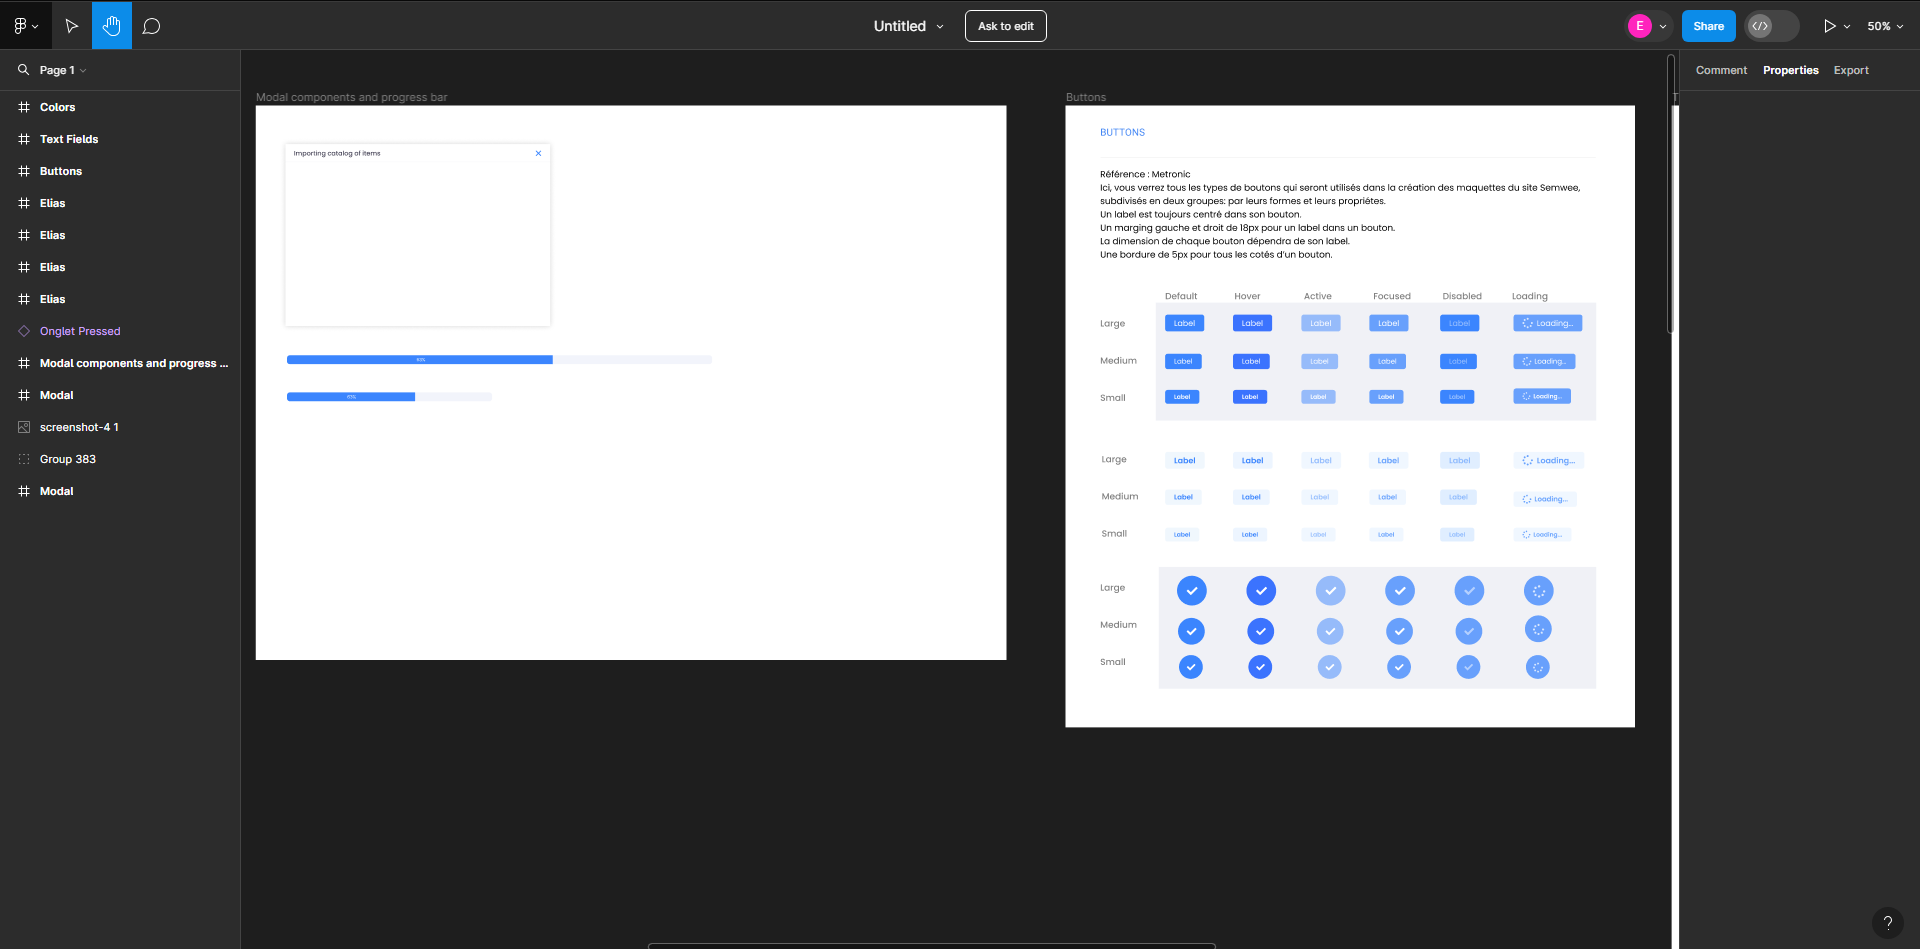 Untitled
Ask to edit
E
Share
50%
Page 1
Comment
Properties
Export
Colors
Text Fields
Buttons
Elias
Elias
Elias
Elias
Onglet Pressed
Modal components and progress ...
Modal
screenshot-4 1
Group 383
Modal
Modal components and progress bar
Importing catalog of items
Buttons
BUTTONS
Référence : Metronic
Ici, vous verrez tous les types de boutons qui seront utilisés dans la création des maquettes du site Semwee,
subdivisés en deux groupes: par leurs formes et leurs propriétes.
Un label est toujours centré dans son bouton.
Un marging gauche et droit de 18px pour un label dans un bouton.
La dimension de chaque bouton dépendra de son label.
Une bordure de 5px pour tous les cotés d'un bouton.
Default Hover Active Focused Disabled Loading
Large Label Label Label Label Label Loading...
Medium Label Label Label Label Label Loading...
Small Label Label Label Label Label Loading...
Large Label Label Label Label Label Loading...
Medium Label Label Label Label Label Loading...
Small Label Label Label Label Label Loading...
Large
Medium
Small
?